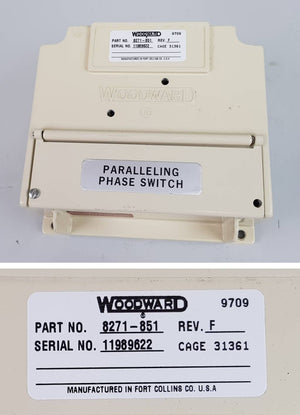 WOODWARD 9709
PART NO. 8271-851 REV. F
SERIAL NO. 11989622 CAGE 31361
MANUFACTURED IN FORT COLLINS CO. U.S.A
WOODWARD
PARALLELING
PHASE SWITCH
WOODWARD 9709
®
PART NO. 8271-851 REV. F
SERIAL NO. 11989622 CAGE 31361
MANUFACTURED IN FORT COLLINS CO. U.S.A